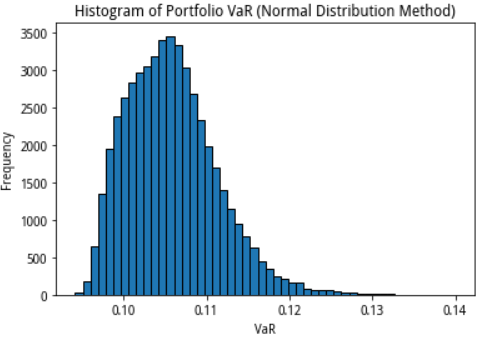 Histogram of Portfolio VaR (Normal Distribution Method)
3500
3000
2500
2000
1500
1000
500
0
Frequency
0.10 0.11 0.12 0.13 0.14
VaR